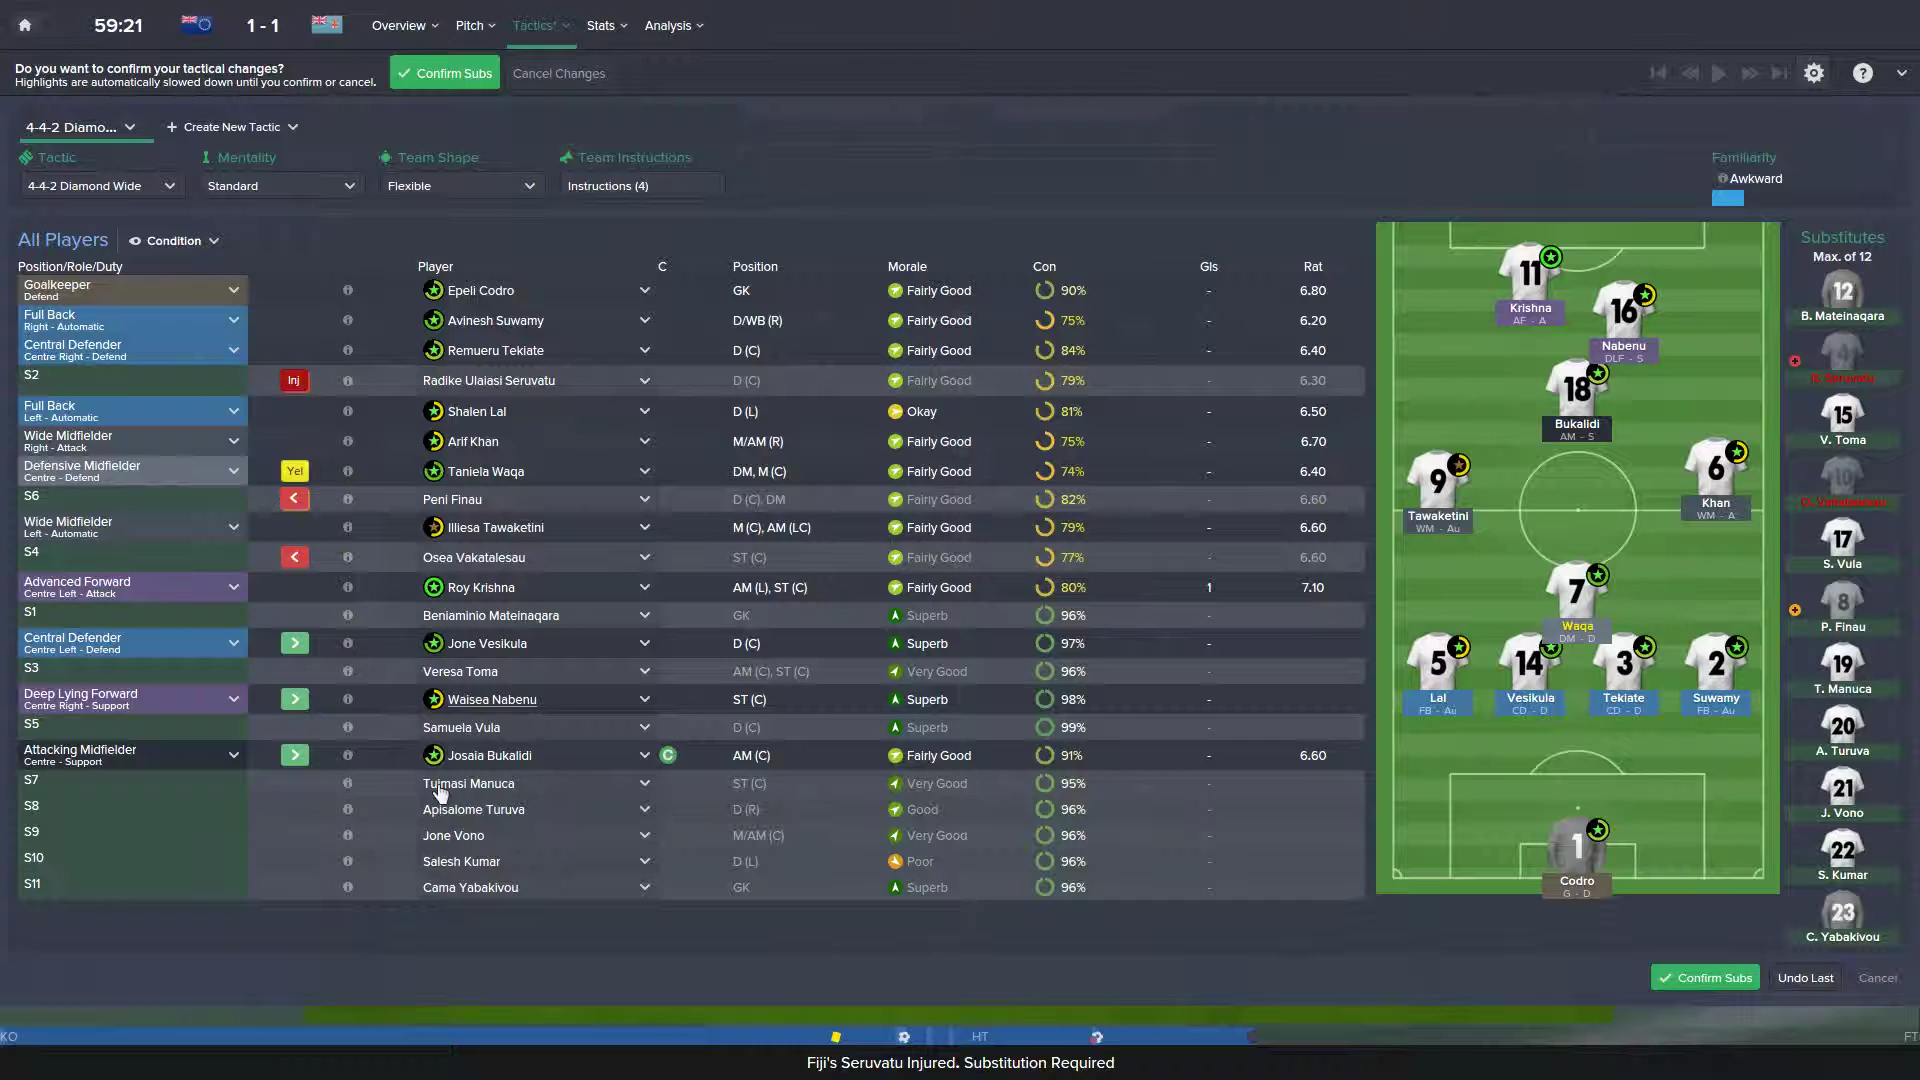 59:21 1 - 1 Overview Pitch Tactics* Stats Analysis
Do you want to confirm your tactical changes?
Highlights are automatically slowed down until you confirm or cancel.
Confirm Subs Cancel Changes
?
4-4-2 Diamo... + Create New Tactic
Tactic Mentality Team Shape Team Instructions Familiarity
4-4-2 Diamond Wide Standard Flexible Instructions (4) Awkward
All Players Condition
Position/Role/Duty Player C Position Morale Con Gls Rat
Goalkeeper
Defend
Epeli Codro GK Fairly Good 90% - 6.80
Full Back
Right - Automatic
Avinesh Suwamy D/WB (R) Fairly Good 75% - 6.20
Central Defender
Centre Right - Defend
Remueru Tekiate D (C) Fairly Good 84% - 6.40
S2 Inj Radike Ulaiasi Seruvatu D (C) Fairly Good 79% - 6.30
Full Back
Left - Automatic
Shalen Lal D (L) Okay 81% - 6.50
Wide Midfielder
Right - Attack
Arif Khan M/AM (R) Fairly Good 75% - 6.70
Defensive Midfielder
Centre - Defend
Yel Taniela Waqa DM, M (C) Fairly Good 74% - 6.40
S6 < Peni Finau D (C), DM Fairly Good 82% - 6.60
Wide Midfielder
Left - Automatic
Illiesa Tawaketini M (C), AM (LC) Fairly Good 79% - 6.60
S4 < Osea Vakatalesau ST (C) Fairly Good 77% - 6.60
Advanced Forward
Centre Left - Attack
Roy Krishna AM (L), ST (C) Fairly Good 80% 1 7.10
S1 Beniaminio Mateinaqara GK Superb 96% -
Central Defender
Centre Left - Defend
> Jone Vesikula D (C) Superb 97% -
S3 Veresa Toma AM (C), ST (C) Very Good 96% -
Deep Lying Forward
Centre Right - Support
> Waisea Nabenu ST (C) Superb 98% -
S5 Samuela Vula D (C) Superb 99% -
Attacking Midfielder
Centre - Support
> Josaia Bukalidi C AM (C) Fairly Good 91% - 6.60
S7 Tuimasi Manuca ST (C) Very Good 95% -
S8 Apisalome Turuva D (R) Good 96% -
S9 Jone Vono M/AM (C) Very Good 96% -
S10 Salesh Kumar D (L) Poor 96% -
S11 Cama Yabakivou GK Superb 96% -
11
Krishna
AF - A
16
Nabenu
DLF - S
18
Bukalidi
AM - S
9
Tawaketini
WM - Au
6
Khan
WM - A
7
Waqa
DM - D
5 14 3 2
Lal Vesikula Tekiate Suwamy
FB - Au CD - D CD - D FB - Au
1
Codro
G - D
Substitutes
Max. of 12
12
B. Mateinaqara
4
R. Seruvatu
15
V. Toma
10
O. Vakatalesau
17
S. Vula
8
P. Finau
19
T. Manuca
20
A. Turuva
21
J. Vono
22
S. Kumar
23
C. Yabakivou
Confirm Subs Undo Last Cancel
KO HT FT
Fiji's Seruvatu Injured. Substitution Required